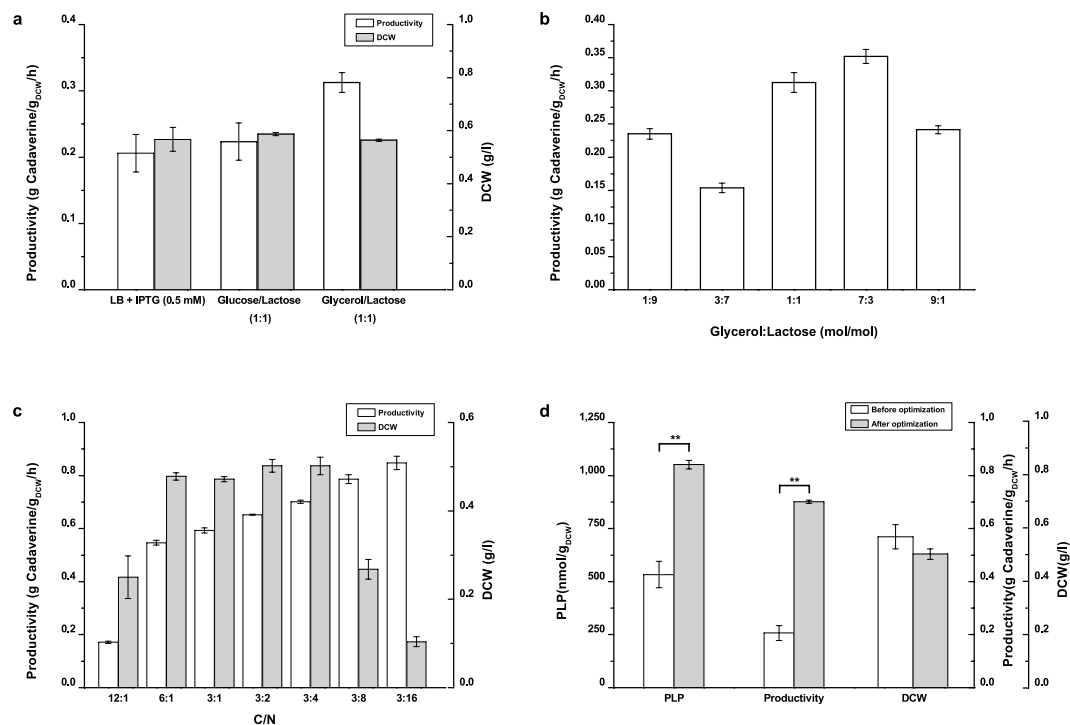 a
Productivity
DCW
0.4
0.3
0.2
0.1
0.0
Productivity (g Cadaverine/gDCW/h)
1.0
0.8
0.6
0.4
0.2
0.0
DCW (g/l)
LB + IPTG (0.5 mM)
Glucose/Lactose
(1:1)
Glycerol/Lactose
(1:1)
b
0.40
0.35
0.30
0.25
0.20
0.15
0.10
0.05
0.00
Productivity (g Cadaverine/gDCW/h)
1:9 3:7 1:1 7:3 9:1
Glycerol:Lactose (mol/mol)
c
Productivity
DCW
1.0
0.8
0.6
0.4
0.2
0.0
Productivity (g Cadaverine/gDCW/h)
0.6
0.4
0.2
0.0
DCW (g/l)
12:1 6:1 3:1 3:2 3:4 3:8 3:16
C/N
d
Before optimization
After optimization
1,250
1,000
750
500
250
0
PLP(nmol/gDCW)
**
**
1.0
0.8
0.6
0.4
0.2
0.0
Productivity(g Cadaverine/gDCW/h)
1.0
0.8
0.6
0.4
0.2
0.0
DCW(g/l)
PLP Productivity DCW